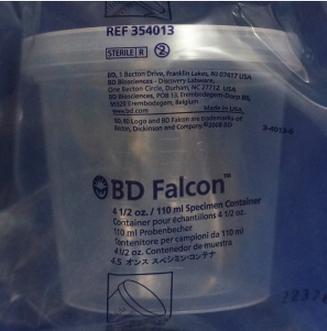 REF 354013
STERILE R
BD, 1 Becton Drive, Franklin Lakes, NJ 07417 USA
BD Biosciences - Discovery Labware,
One Becton Circle, Durham, NC 27712 USA
BD Biosciences, POB 13, Erembodegem-Dorp 86,
9320 Erembodegem, Belgium
www.bd.com Made in USA.
BD, BD Logo and BD Falcon are trademarks of
Becton, Dickinson and Company ©2008 BD
3-4013-6
BD Falcon™
4 1/2 oz. / 110 ml Specimen Container
Container pour échantillons 4 1/2 oz.
110 ml Probenbecher
Contenitore per campioni da 110 ml
4 1/2 oz. Contenedor de muestra
4.5 オンス スペシミン・コンテナ